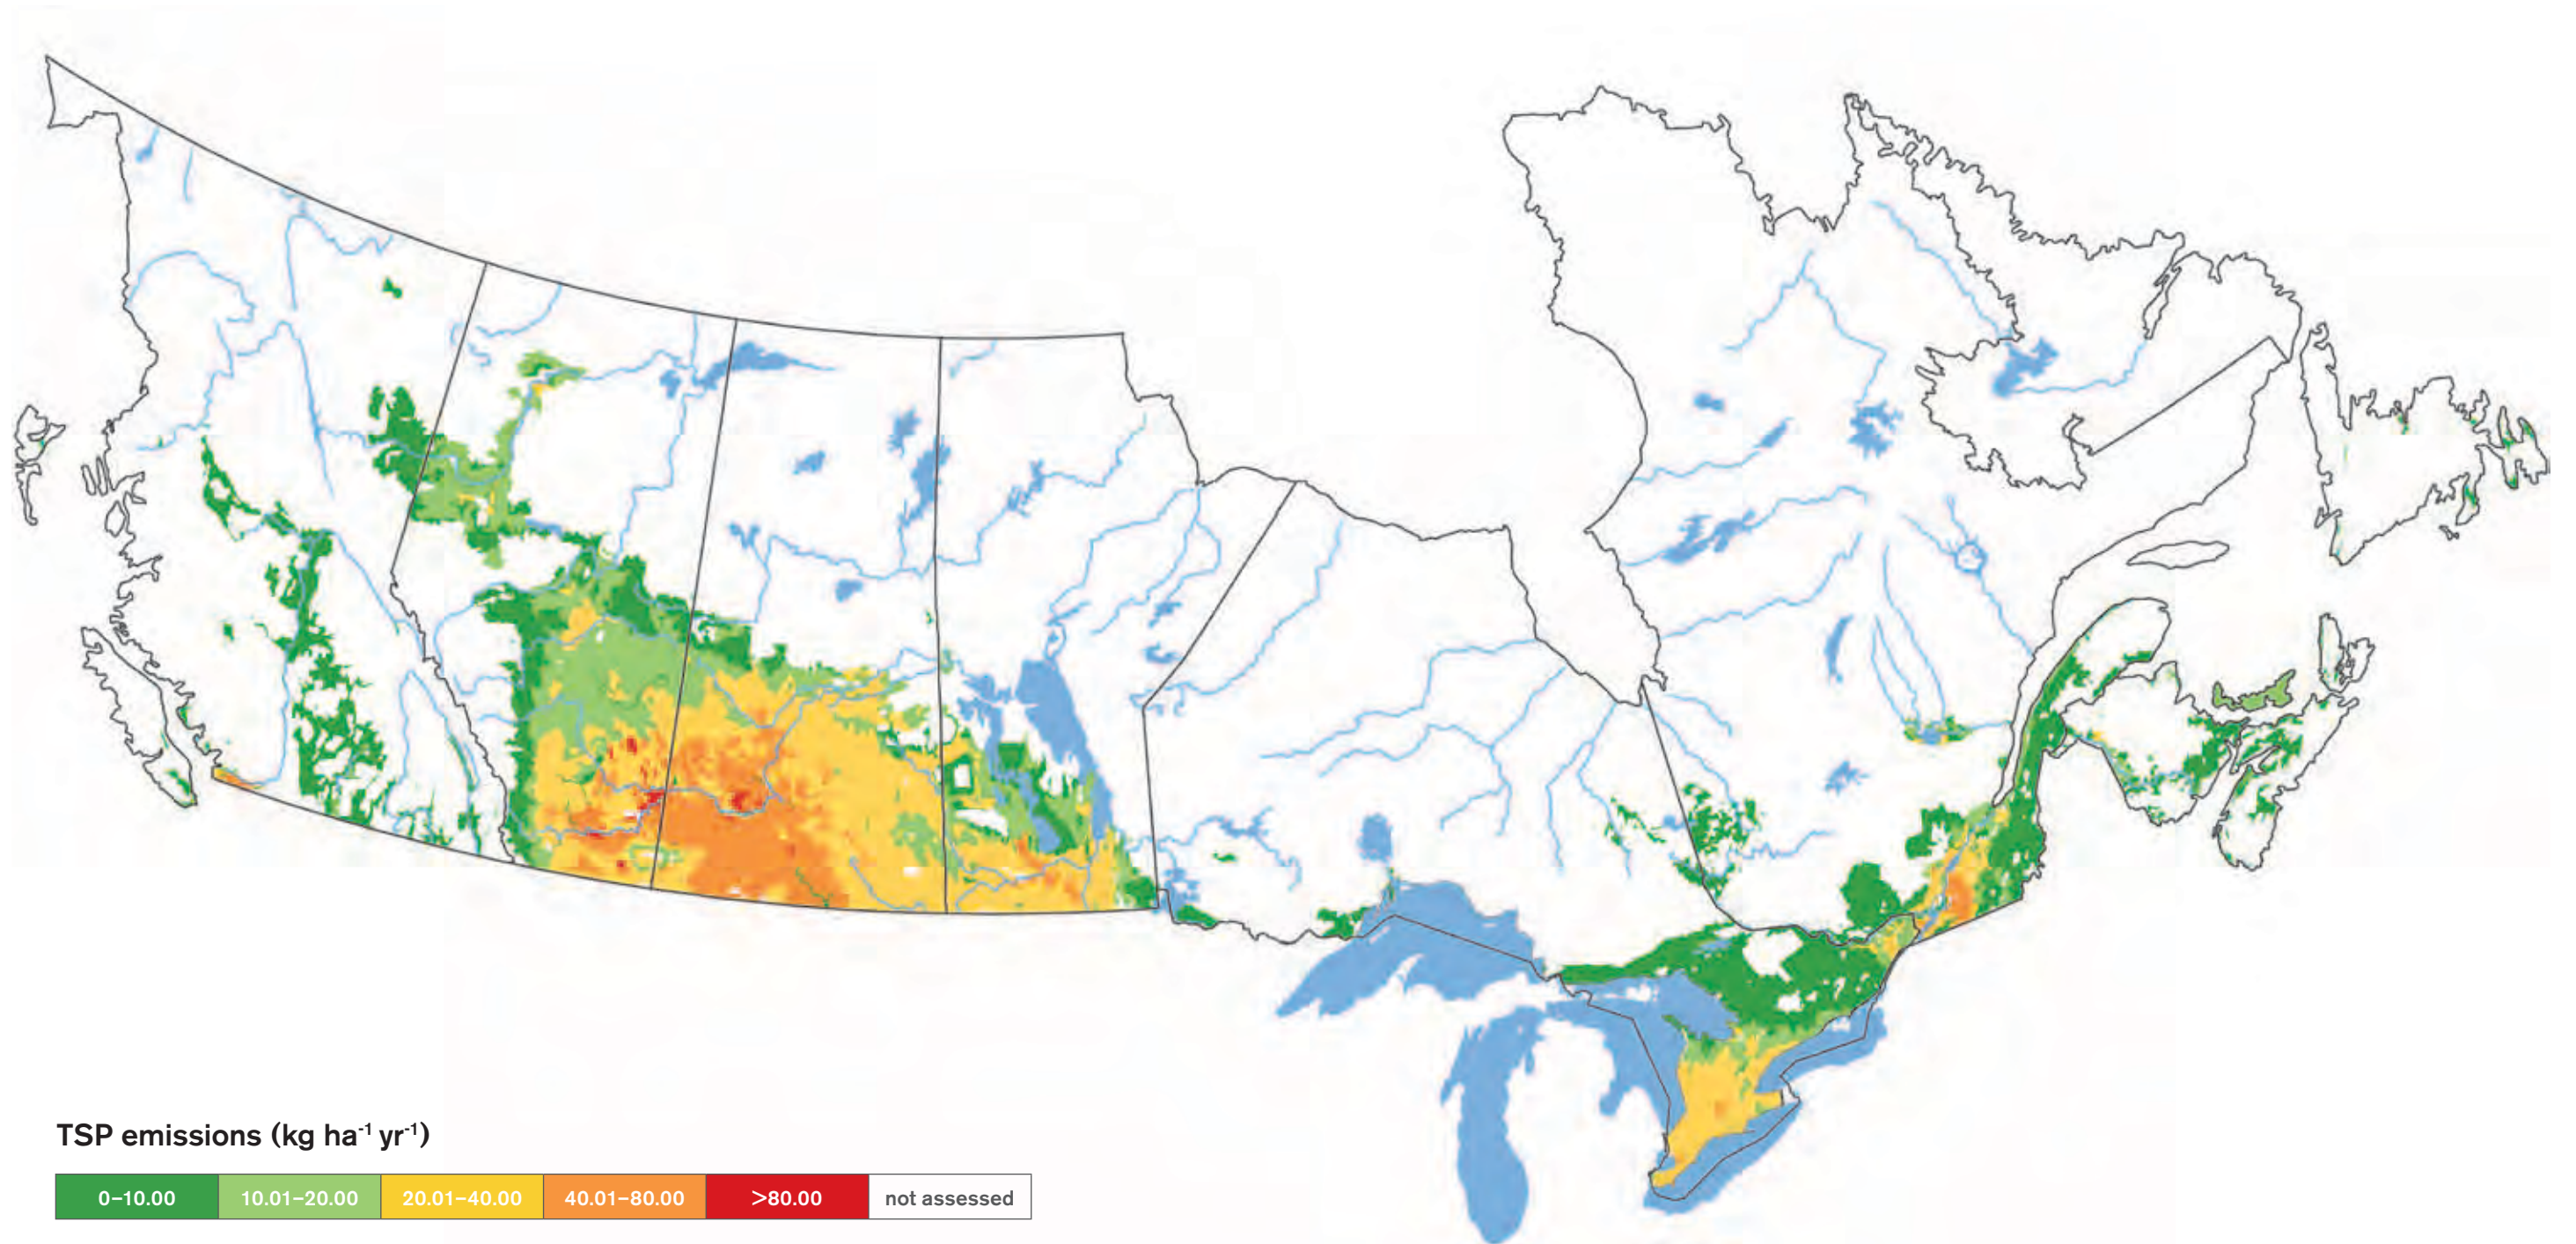 TSP emissions (kg ha-1 yr-1)
0–10.00
10.01–20.00
20.01–40.00
40.01–80.00
>80.00
not assessed